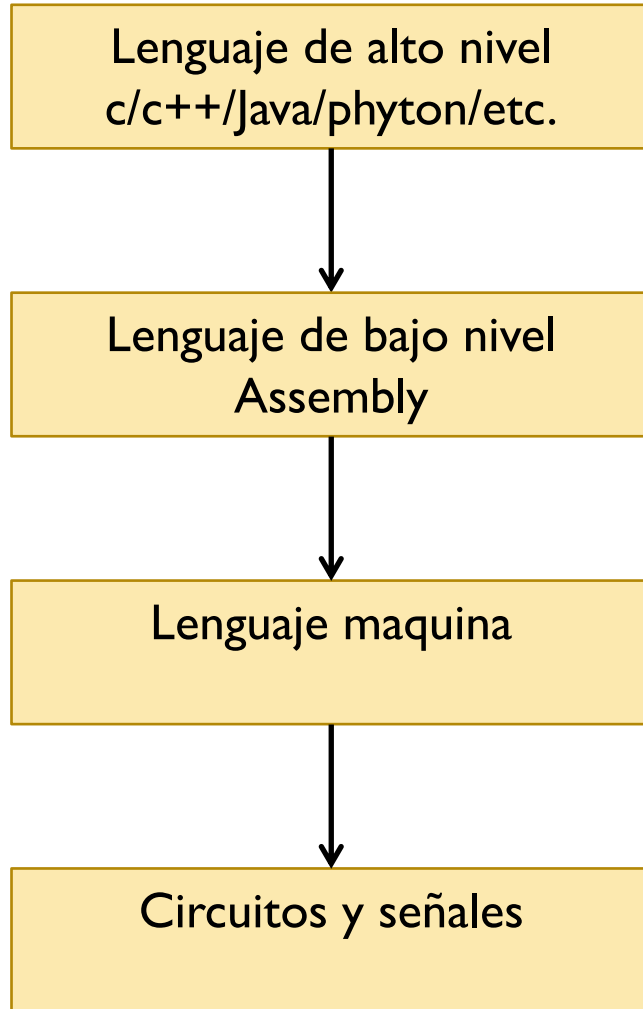 Lenguaje de alto nivel
c/c++/Java/phyton/etc.
Lenguaje de bajo nivel
Assembly
Lenguaje maquina
Circuitos y señales